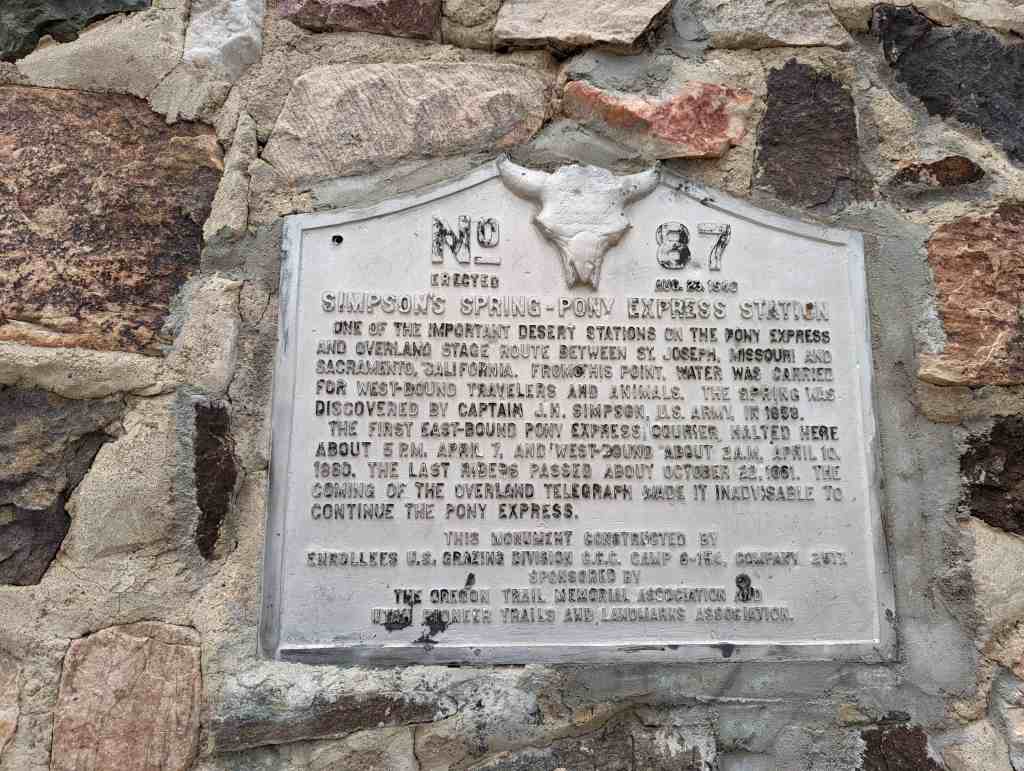 No 87
ERECTED AUG. 23, 1940
SIMPSON'S SPRING - PONY EXPRESS STATION
ONE OF THE IMPORTANT DESERT STATIONS ON THE PONY EXPRESS
AND OVERLAND STAGE ROUTE BETWEEN ST. JOSEPH, MISSOURI AND
SACRAMENTO, CALIFORNIA. FROM THIS POINT, WATER WAS CARRIED
FOR WEST-BOUND TRAVELERS AND ANIMALS. THE SPRING WAS
DISCOVERED BY CAPTAIN J.H. SIMPSON, U.S. ARMY, IN 1858.
THE FIRST EAST-BOUND PONY EXPRESS COURIER, HALTED HERE
ABOUT 5 P.M. APRIL 7, AND WEST-BOUND ABOUT 3 A.M. APRIL 10,
1860. THE LAST RIDERS PASSED ABOUT OCTOBER 22, 1861. THE
COMING OF THE OVERLAND TELEGRAPH MADE IT INADVISABLE TO
CONTINUE THE PONY EXPRESS.
THIS MONUMENT CONSTRUCTED BY
ENROLLEES U.S. GRAZING DIVISION C.C.C. CAMP G-154, COMPANY
SPONSORED BY
THE OREGON TRAIL MEMORIAL ASSOCIATION AND
UTAH PIONEER TRAILS AND LANDMARKS ASSOCIATION.